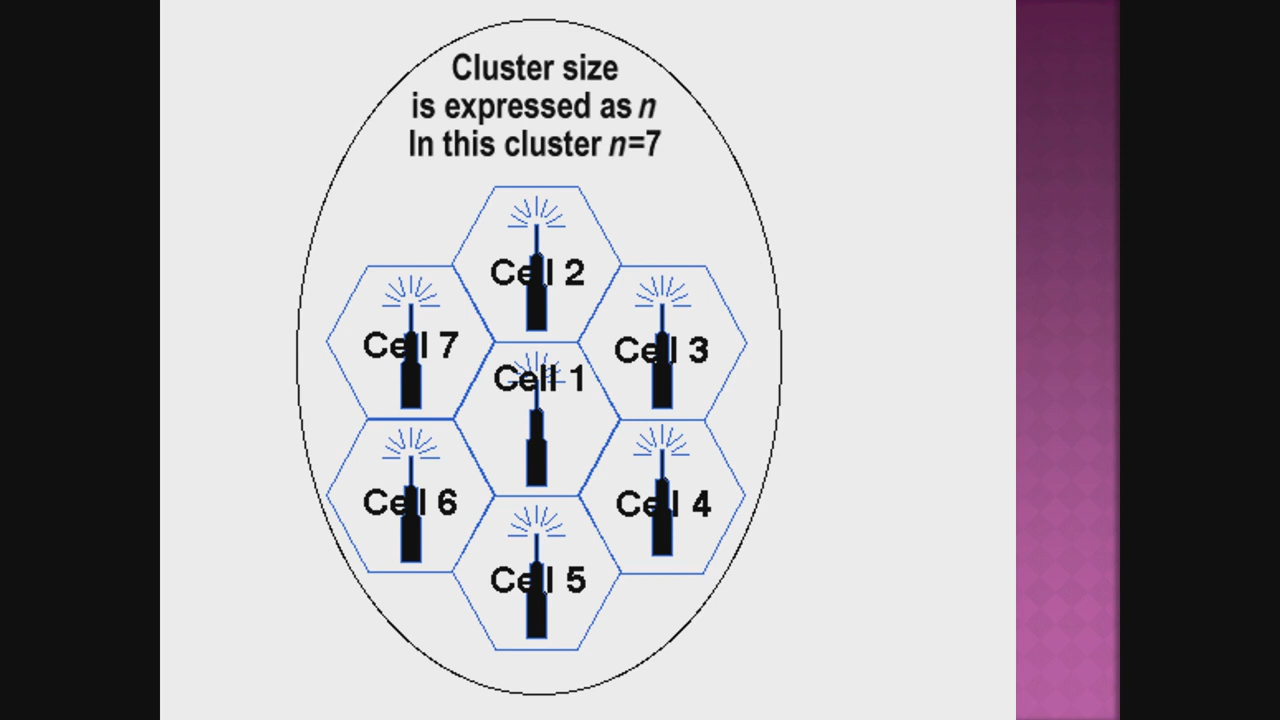 Cluster size
is expressed as n
In this cluster n=7
Cell 2
Cell 7
Cell 3
Cell 1
Cell 6
Cell 4
Cell 5